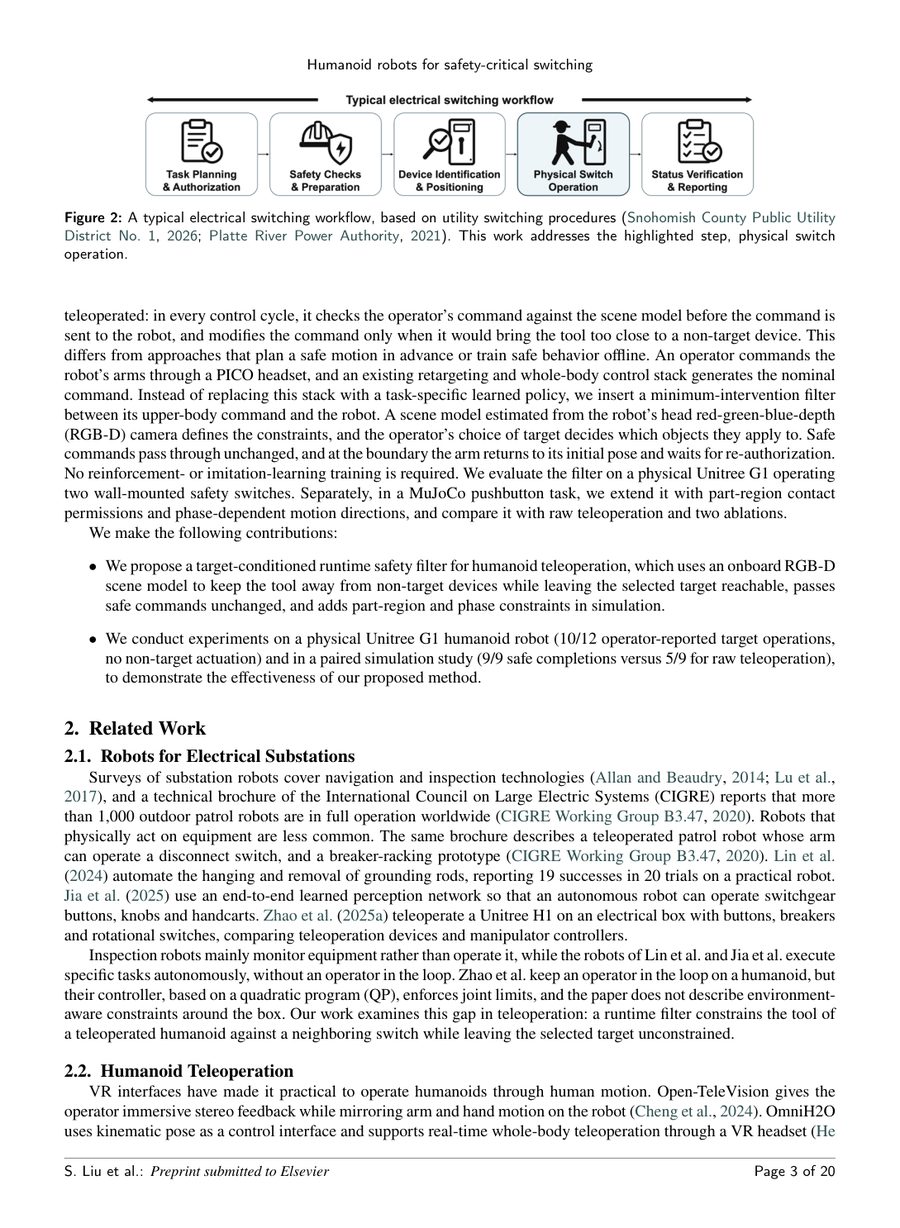 Humanoid robots for safety-critical switching
Typical electrical switching workflow
Task Planning
& Authorization
Safety Checks
& Preparation
Device Identification
& Positioning
Physical Switch
Operation
Status Verification
& Reporting
Figure 2: A typical electrical switching workflow, based on utility switching procedures (Snohomish County Public Utility
District No. 1, 2026; Platte River Power Authority, 2021). This work addresses the highlighted step, physical switch
operation.
teleoperated: in every control cycle, it checks the operator's command against the scene model before the command is
sent to the robot, and modifies the command only when it would bring the tool too close to a non-target device. This
differs from approaches that plan a safe motion in advance or train safe behavior offline. An operator commands the
robot's arms through a PICO headset, and an existing retargeting and whole-body control stack generates the nominal
command. Instead of replacing this stack with a task-specific learned policy, we insert a minimum-intervention filter
between its upper-body command and the robot. A scene model estimated from the robot's head red-green-blue-depth
(RGB-D) camera defines the constraints, and the operator's choice of target decides which objects they apply to. Safe
commands pass through unchanged, and at the boundary the arm returns to its initial pose and waits for re-authorization.
No reinforcement- or imitation-learning training is required. We evaluate the filter on a physical Unitree G1 operating
two wall-mounted safety switches. Separately, in a MuJoCo pushbutton task, we extend it with part-region contact
permissions and phase-dependent motion directions, and compare it with raw teleoperation and two ablations.
We make the following contributions:
• We propose a target-conditioned runtime safety filter for humanoid teleoperation, which uses an onboard RGB-D
scene model to keep the tool away from non-target devices while leaving the selected target reachable, passes
safe commands unchanged, and adds part-region and phase constraints in simulation.
• We conduct experiments on a physical Unitree G1 humanoid robot (10/12 operator-reported target operations,
no non-target actuation) and in a paired simulation study (9/9 safe completions versus 5/9 for raw teleoperation),
to demonstrate the effectiveness of our proposed method.
2. Related Work
2.1. Robots for Electrical Substations
Surveys of substation robots cover navigation and inspection technologies (Allan and Beaudry, 2014; Lu et al.,
2017), and a technical brochure of the International Council on Large Electric Systems (CIGRE) reports that more
than 1,000 outdoor patrol robots are in full operation worldwide (CIGRE Working Group B3.47, 2020). Robots that
physically act on equipment are less common. The same brochure describes a teleoperated patrol robot whose arm
can operate a disconnect switch, and a breaker-racking prototype (CIGRE Working Group B3.47, 2020). Lin et al.
(2024) automate the hanging and removal of grounding rods, reporting 19 successes in 20 trials on a practical robot.
Jia et al. (2025) use an end-to-end learned perception network so that an autonomous robot can operate switchgear
buttons, knobs and handcarts. Zhao et al. (2025a) teleoperate a Unitree H1 on an electrical box with buttons, breakers
and rotational switches, comparing teleoperation devices and manipulator controllers.
Inspection robots mainly monitor equipment rather than operate it, while the robots of Lin et al. and Jia et al. execute
specific tasks autonomously, without an operator in the loop. Zhao et al. keep an operator in the loop on a humanoid, but
their controller, based on a quadratic program (QP), enforces joint limits, and the paper does not describe environment-
aware constraints around the box. Our work examines this gap in teleoperation: a runtime filter constrains the tool of
a teleoperated humanoid against a neighboring switch while leaving the selected target unconstrained.
2.2. Humanoid Teleoperation
VR interfaces have made it practical to operate humanoids through human motion. Open-TeleVision gives the
operator immersive stereo feedback while mirroring arm and hand motion on the robot (Cheng et al., 2024). OmniH2O
uses kinematic pose as a control interface and supports real-time whole-body teleoperation through a VR headset (He
S. Liu et al.: Preprint submitted to Elsevier
Page 3 of 20